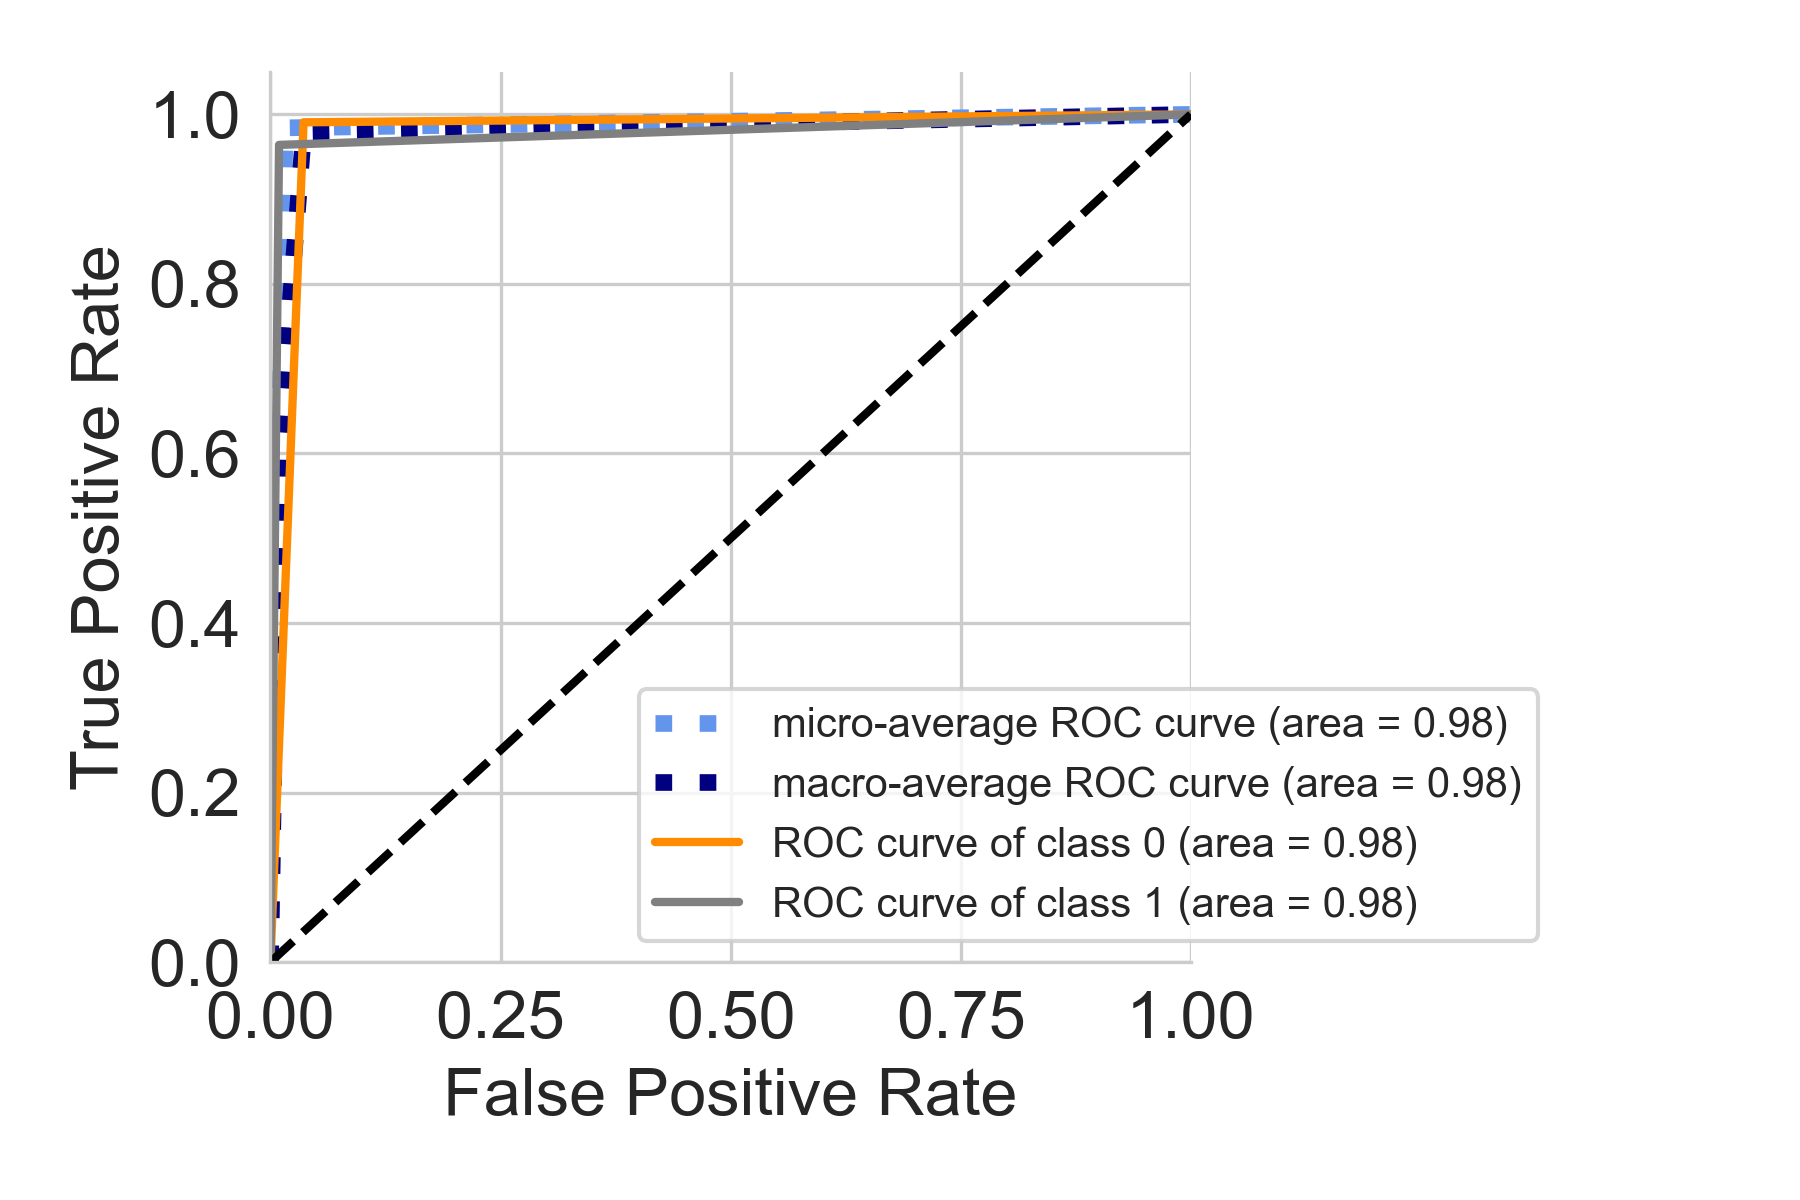 1.0
0.8
0.6
0.4
0.2
0.0
True Positive Rate
micro-average ROC curve (area = 0.98)
macro-average ROC curve (area = 0.98)
ROC curve of class 0 (area = 0.98)
ROC curve of class 1 (area = 0.98)
0.00 0.25 0.50 0.75 1.00
False Positive Rate